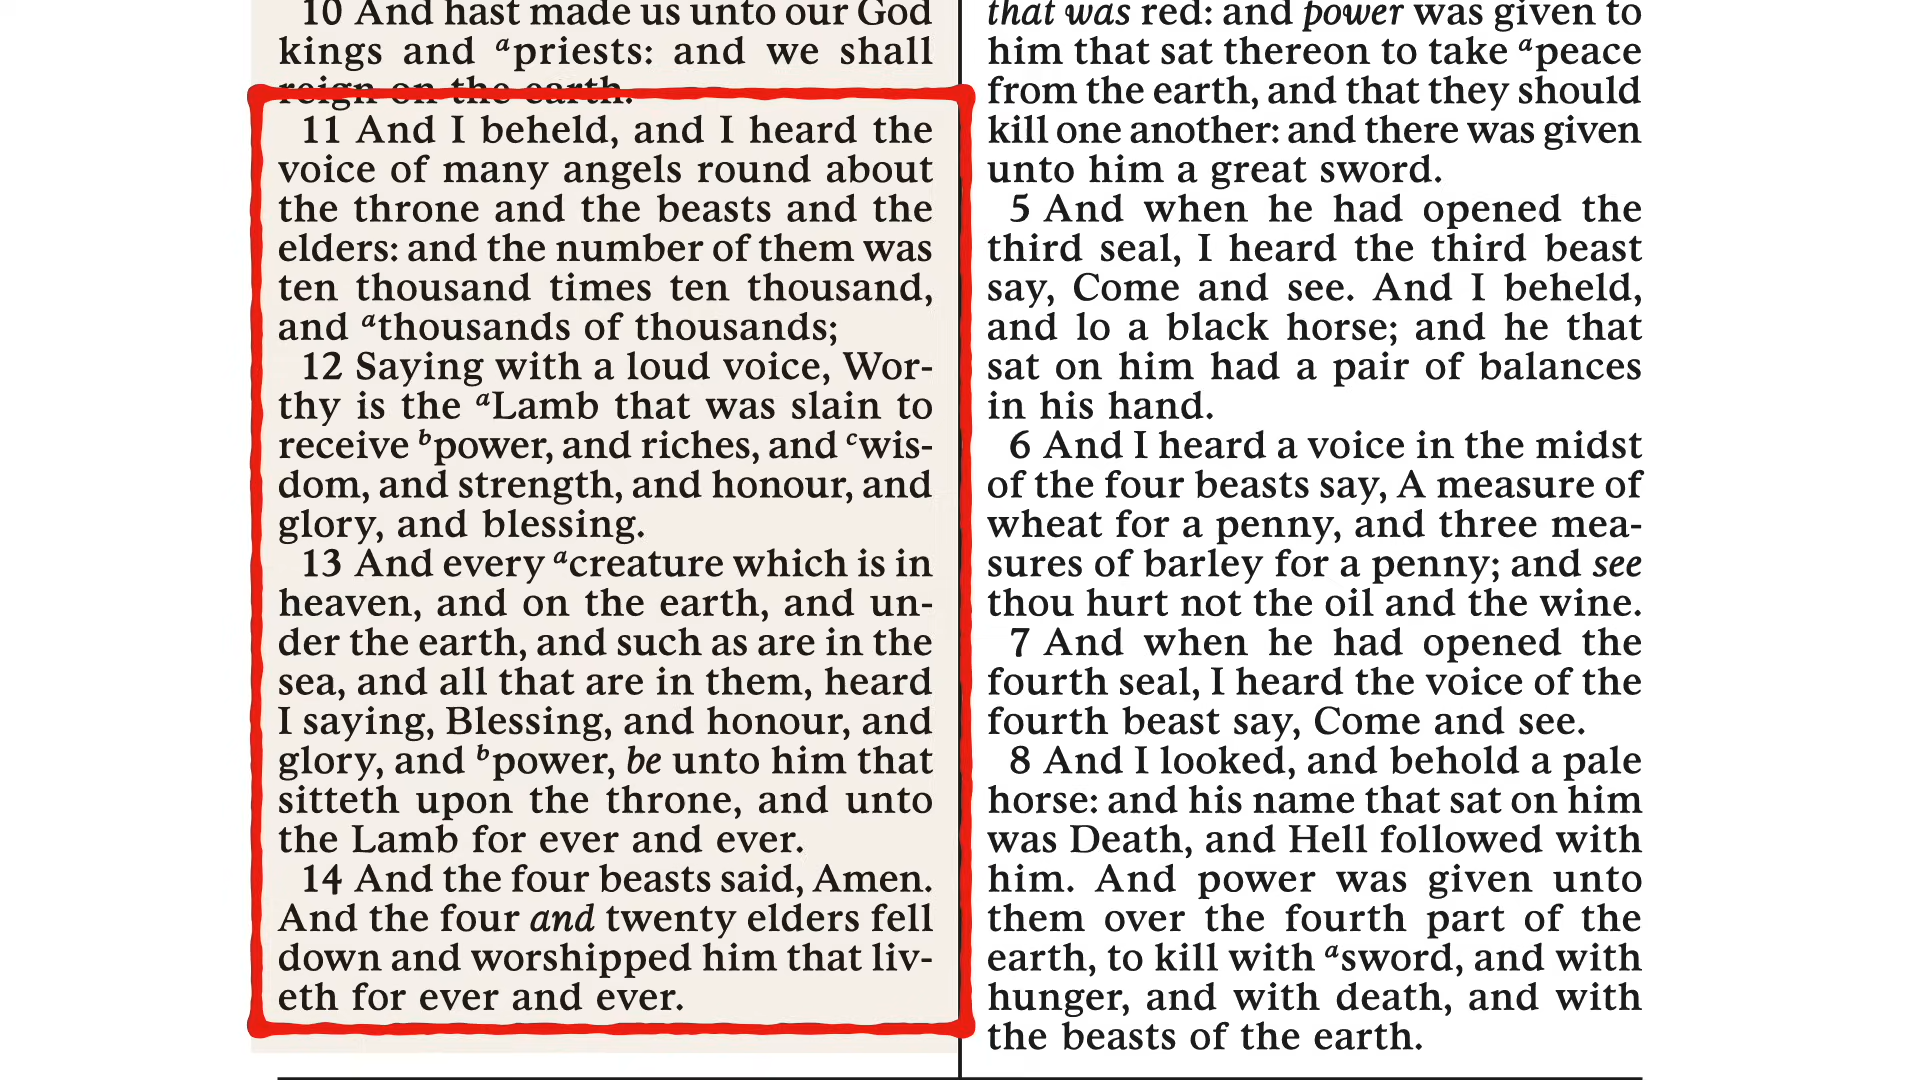 10 And hast made us unto our God
kings and ᵃpriests: and we shall
reign on the earth.
11 And I beheld, and I heard the
voice of many angels round about
the throne and the beasts and the
elders: and the number of them was
ten thousand times ten thousand,
and ᵃthousands of thousands;
12 Saying with a loud voice, Wor-
thy is the ᵃLamb that was slain to
receive ᵇpower, and riches, and ᶜwis-
dom, and strength, and honour, and
glory, and blessing.
13 And every ᵃcreature which is in
heaven, and on the earth, and un-
der the earth, and such as are in the
sea, and all that are in them, heard
I saying, Blessing, and honour, and
glory, and ᵇpower, be unto him that
sitteth upon the throne, and unto
the Lamb for ever and ever.
14 And the four beasts said, Amen.
And the four and twenty elders fell
down and worshipped him that liv-
eth for ever and ever.
that was red: and power was given to
him that sat thereon to take ᵃpeace
from the earth, and that they should
kill one another: and there was given
unto him a great sword.
5 And when he had opened the
third seal, I heard the third beast
say, Come and see. And I beheld,
and lo a black horse; and he that
sat on him had a pair of balances
in his hand.
6 And I heard a voice in the midst
of the four beasts say, A measure of
wheat for a penny, and three mea-
sures of barley for a penny; and see
thou hurt not the oil and the wine.
7 And when he had opened the
fourth seal, I heard the voice of the
fourth beast say, Come and see.
8 And I looked, and behold a pale
horse: and his name that sat on him
was Death, and Hell followed with
him. And power was given unto
them over the fourth part of the
earth, to kill with ᵃsword, and with
hunger, and with death, and with
the beasts of the earth.